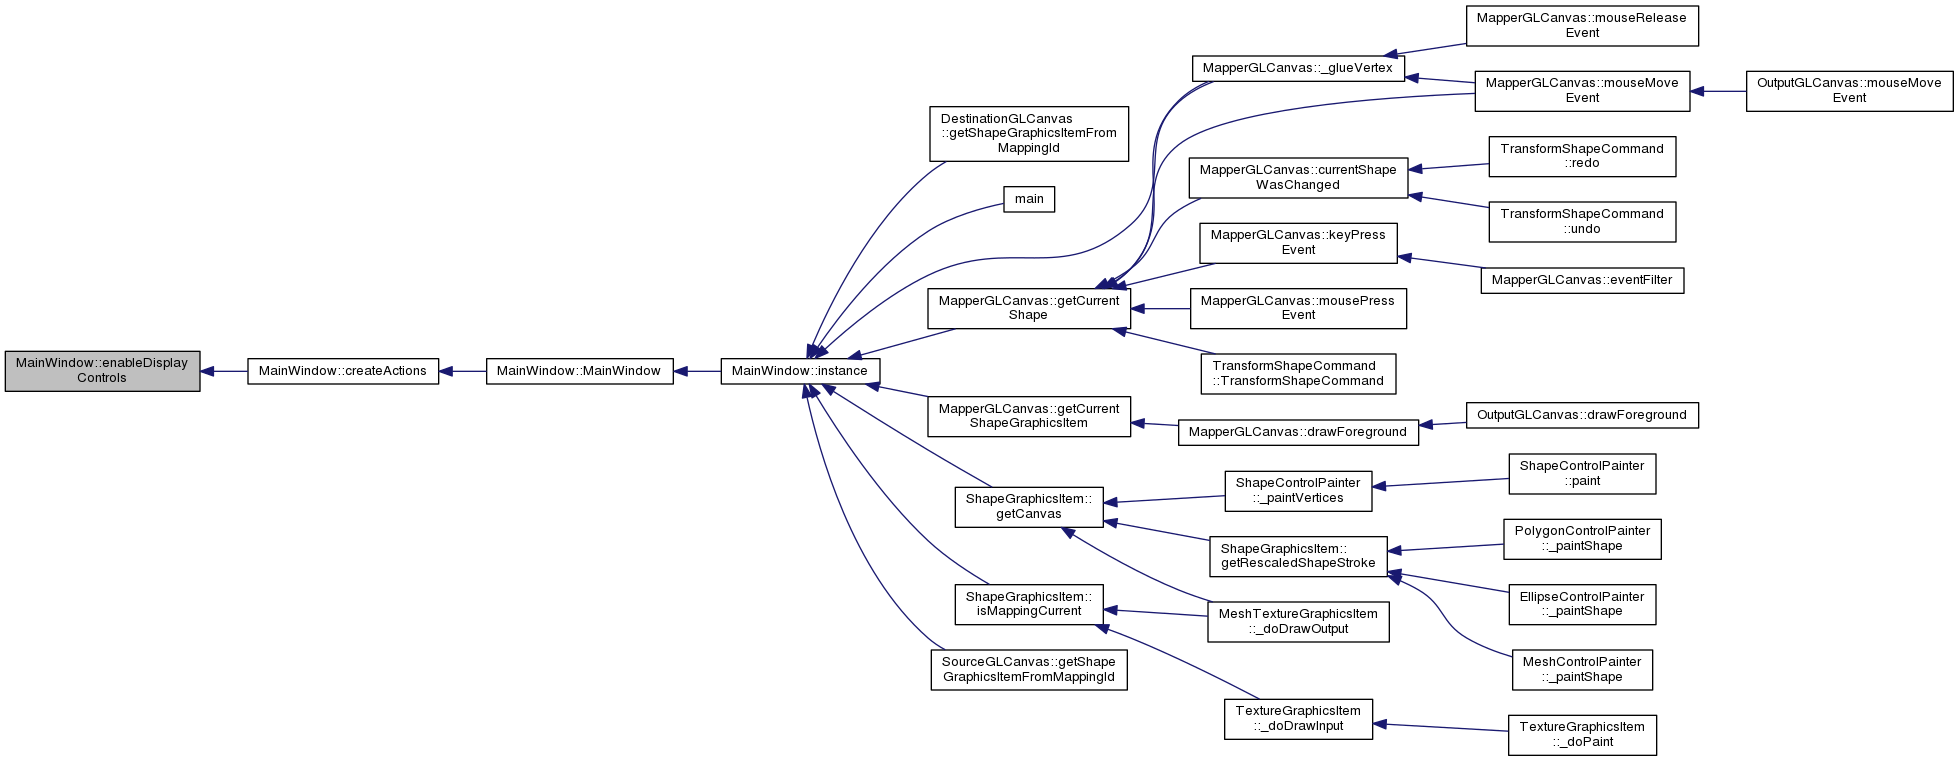 MainWindow::enableDisplay
Controls
MainWindow::createActions
MainWindow::MainWindow
MainWindow::instance
DestinationGLCanvas
::getShapeGraphicsItemFrom
MappingId
main
MapperGLCanvas::getCurrent
Shape
MapperGLCanvas::getCurrent
ShapeGraphicsItem
ShapeGraphicsItem::
getCanvas
ShapeGraphicsItem::
isMappingCurrent
SourceGLCanvas::getShape
GraphicsItemFromMappingId
MapperGLCanvas::_glueVertex
MapperGLCanvas::currentShape
WasChanged
MapperGLCanvas::keyPress
Event
MapperGLCanvas::mousePress
Event
TransformShapeCommand
::TransformShapeCommand
MapperGLCanvas::drawForeground
ShapeControlPainter
::_paintVertices
ShapeGraphicsItem::
getRescaledShapeStroke
MeshTextureGraphicsItem
::_doDrawOutput
TextureGraphicsItem
::_doDrawInput
MapperGLCanvas::mouseRelease
Event
MapperGLCanvas::mouseMove
Event
TransformShapeCommand
::redo
TransformShapeCommand
::undo
MapperGLCanvas::eventFilter
OutputGLCanvas::drawForeground
ShapeControlPainter
::paint
PolygonControlPainter
::_paintShape
EllipseControlPainter
::_paintShape
MeshControlPainter
::_paintShape
TextureGraphicsItem
::_doPaint
OutputGLCanvas::mouseMove
Event